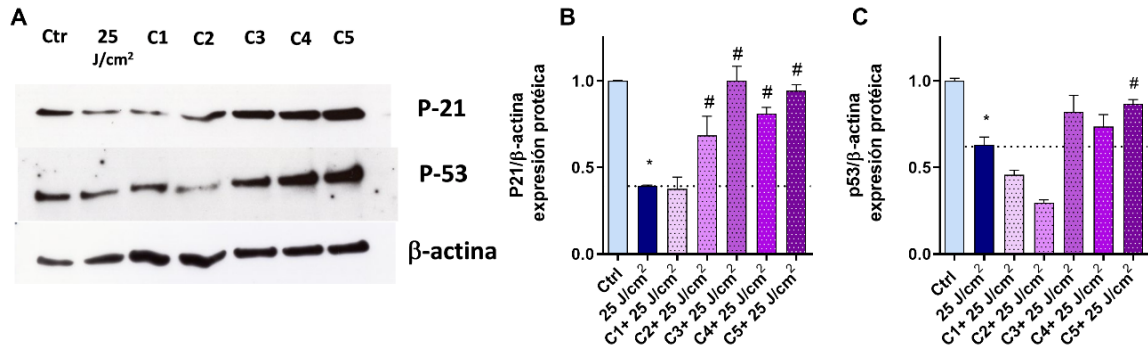 A
Ctr 25 C1 C2 C3 C4 C5
J/cm²
P-21
P-53
β-actina
B
P21/β-actina
expresión protéica
1.0
0.5
0.0
*
#
#
#
#
Ctrl
25 J/cm²
C1+ 25 J/cm²
C2+ 25 J/cm²
C3+ 25 J/cm²
C4+ 25 J/cm²
C5+ 25 J/cm²
C
p53/β-actina
expresión protéica
1.0
0.5
0.0
*
#
Ctrl
25 J/cm²
C1+ 25 J/cm²
C2+ 25 J/cm²
C3+ 25 J/cm²
C4+ 25 J/cm²
C5+ 25 J/cm²